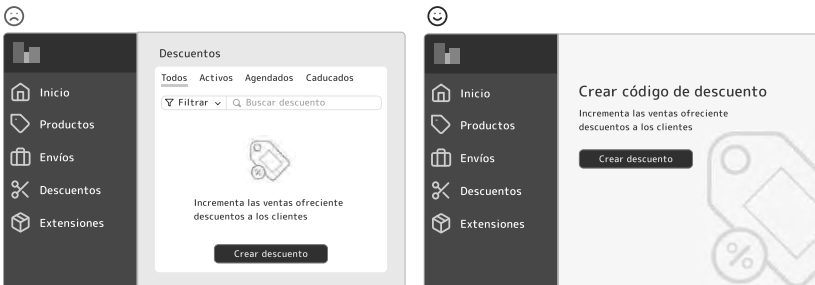 Descuentos
Todos Activos Agendados Caducados
Filtrar Buscar descuento
Inicio
Productos
Envíos
Descuentos
Extensiones
Incrementa las ventas ofreciente
descuentos a los clientes
Crear descuento
Inicio
Productos
Envíos
Descuentos
Extensiones
Crear código de descuento
Incrementa las ventas ofreciente
descuentos a los clientes
Crear descuento